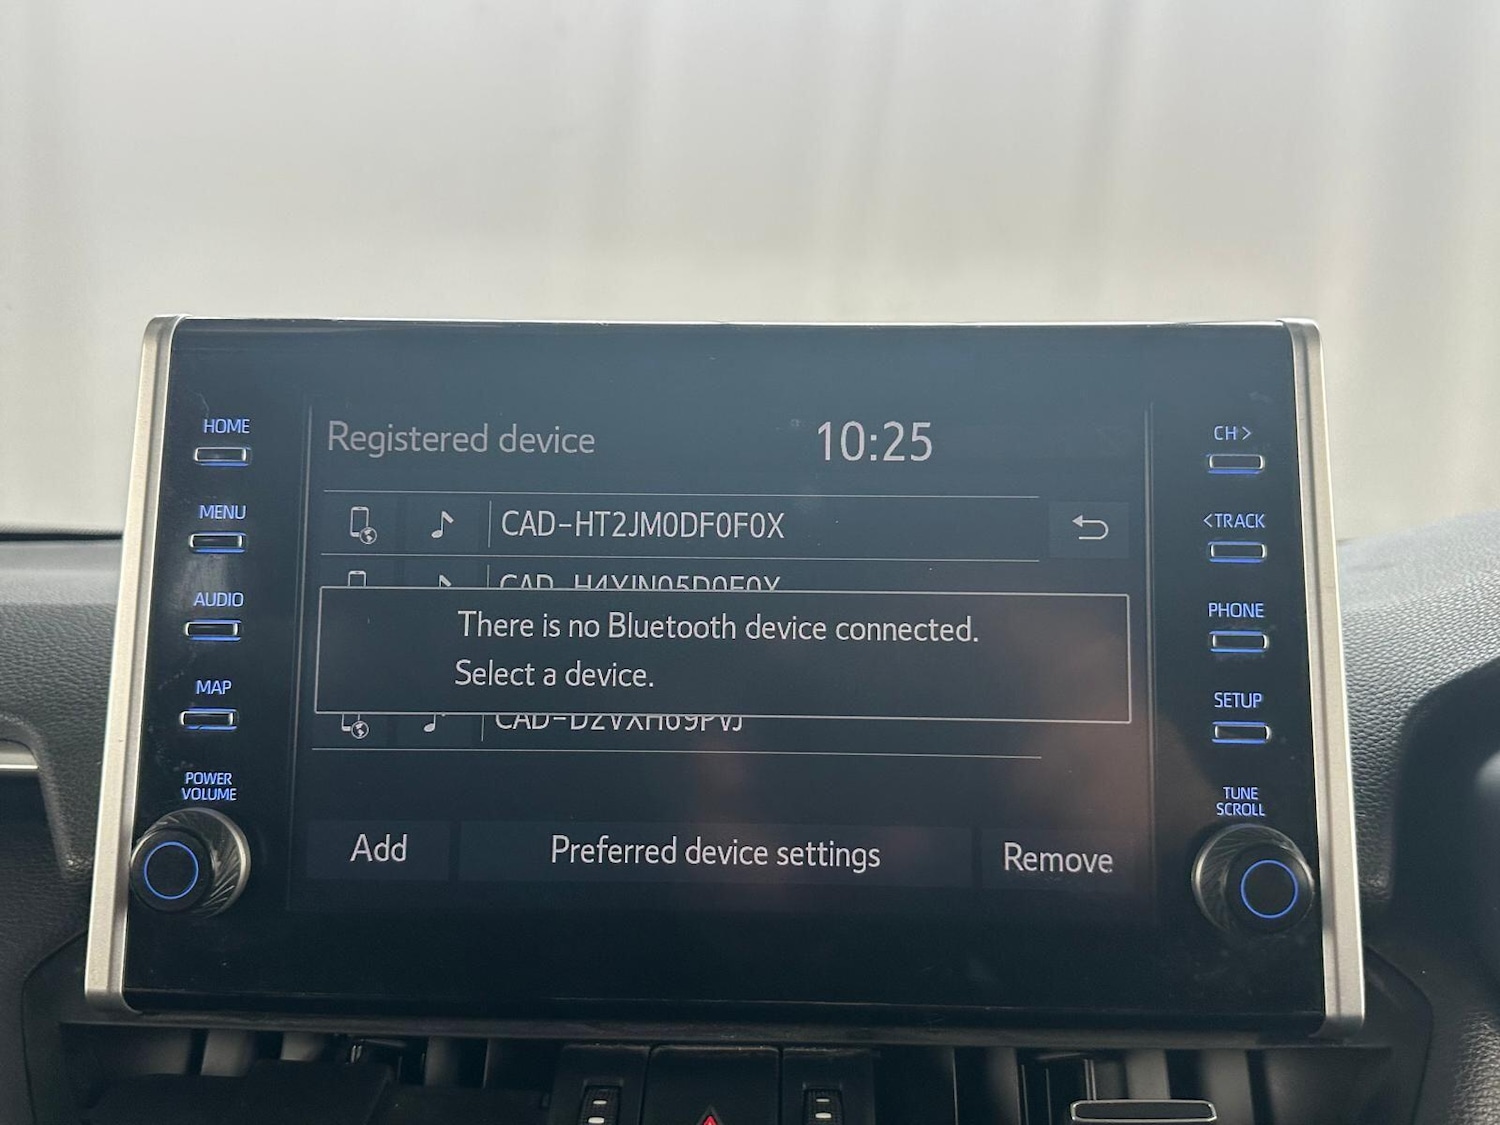 HOME
MENU
AUDIO
MAP
POWER
VOLUME
Registered device 10:25
CAD-HT2JM0DF0F0X
There is no Bluetooth device connected.
Select a device.
Add Preferred device settings Remove
CH>
<TRACK
PHONE
SETUP
TUNE
SCROLL